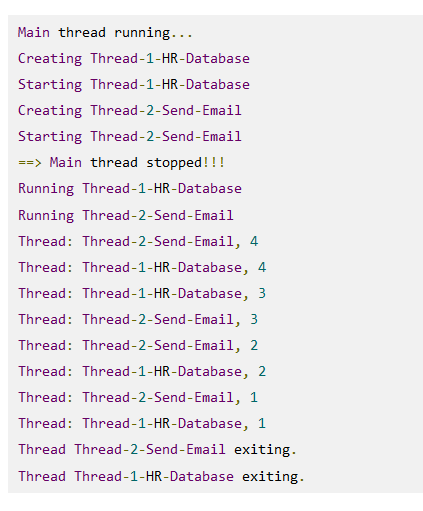 Main thread running...
Creating Thread-1-HR-Database
Starting Thread-1-HR-Database
Creating Thread-2-Send-Email
Starting Thread-2-Send-Email
==> Main thread stopped!!!
Running Thread-1-HR-Database
Running Thread-2-Send-Email
Thread: Thread-2-Send-Email, 4
Thread: Thread-1-HR-Database, 4
Thread: Thread-1-HR-Database, 3
Thread: Thread-2-Send-Email, 3
Thread: Thread-2-Send-Email, 2
Thread: Thread-1-HR-Database, 2
Thread: Thread-2-Send-Email, 1
Thread: Thread-1-HR-Database, 1
Thread Thread-2-Send-Email exiting.
Thread Thread-1-HR-Database exiting.